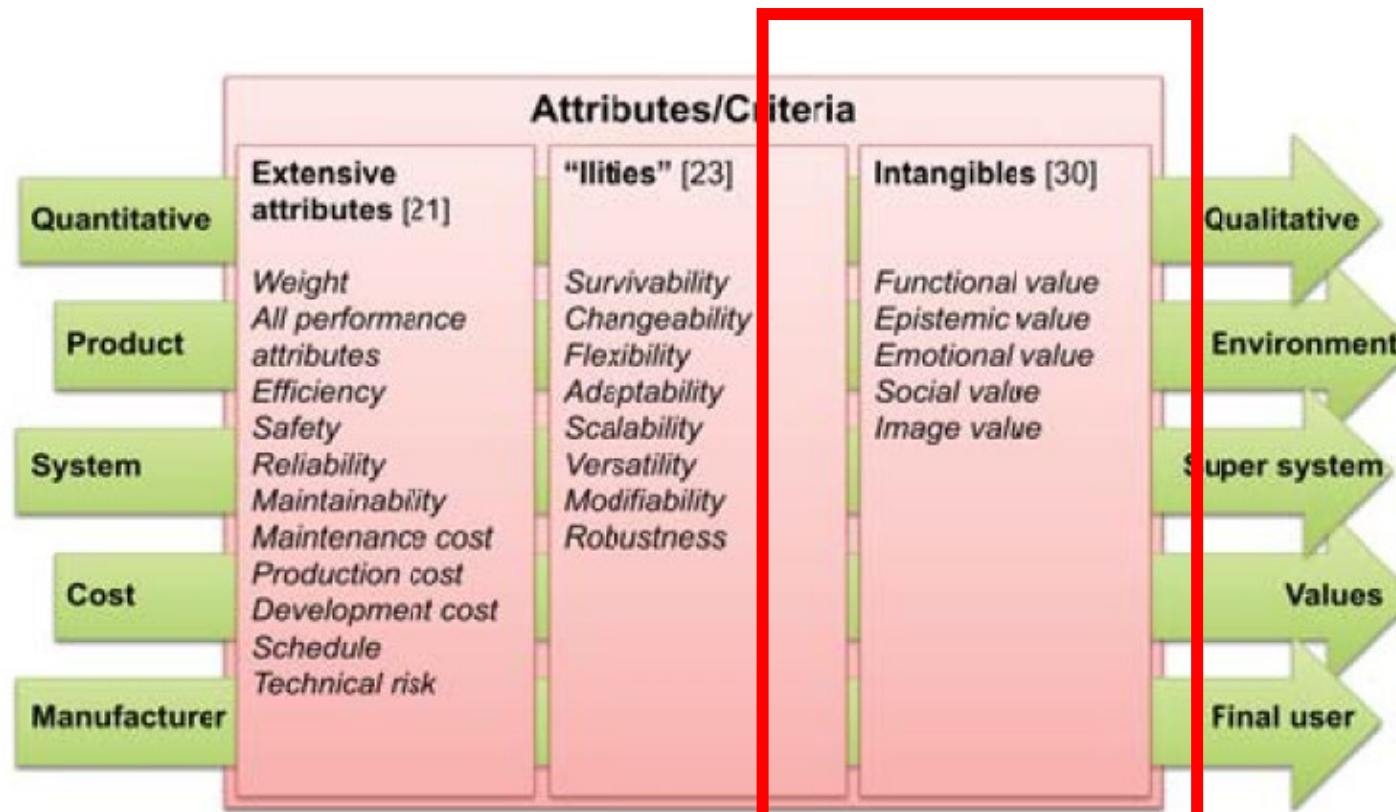 Attributes/Criteria
Quantitative
Product
System
Cost
Manufacturer
Extensive
attributes [21]
Weight
All performance
attributes
Efficiency
Safety
Reliability
Maintainability
Maintenance cost
Production cost
Development cost
Schedule
Technical risk
"Ilities" [23]
Survivability
Changeability
Flexibility
Adaptability
Scalability
Versatility
Modifiability
Robustness
Intangibles [30]
Functional value
Epistemic value
Emotional value
Social value
Image value
Qualitative
Environment
Super system
Values
Final user